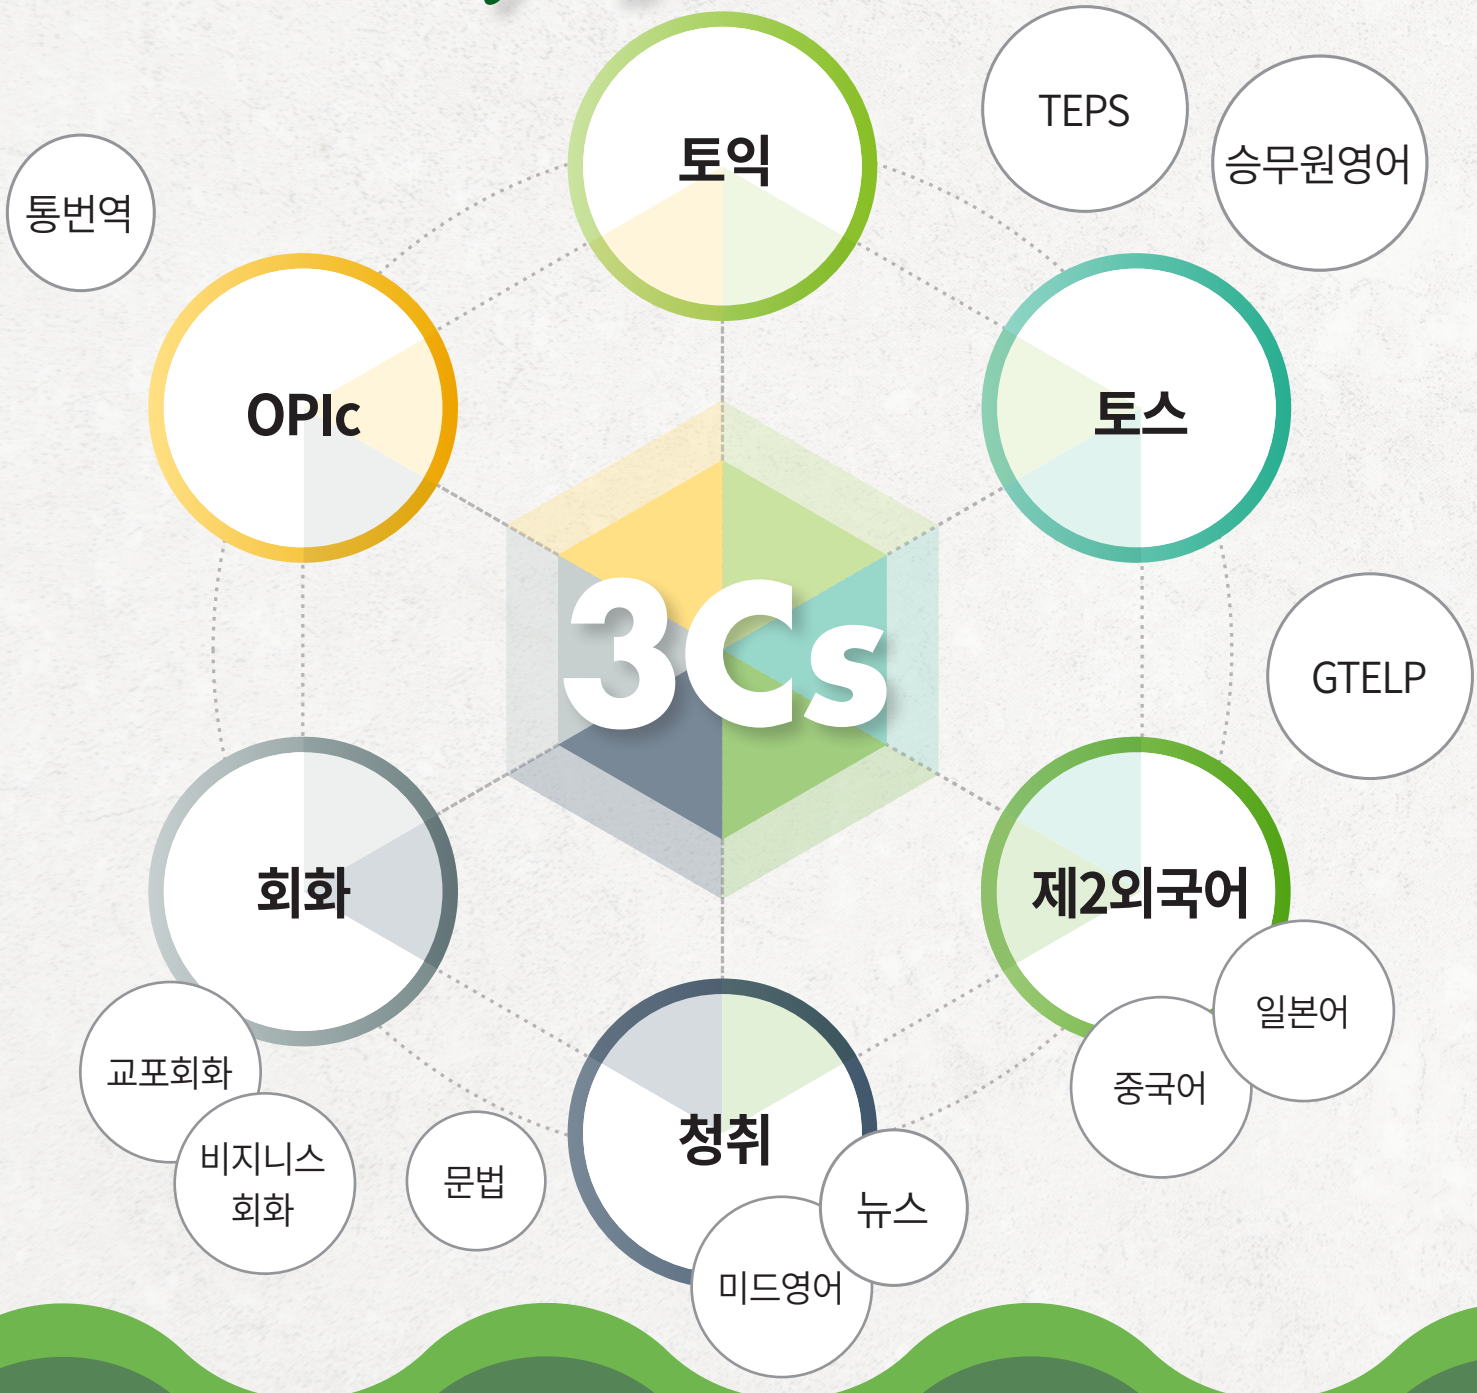 토익
TEPS
승무원영어
통번역
OPIc
토스
3Cs
GTELP
회화
제2외국어
일본어
중국어
교포회화
비지니스
회화
문법
청취
뉴스
미드영어